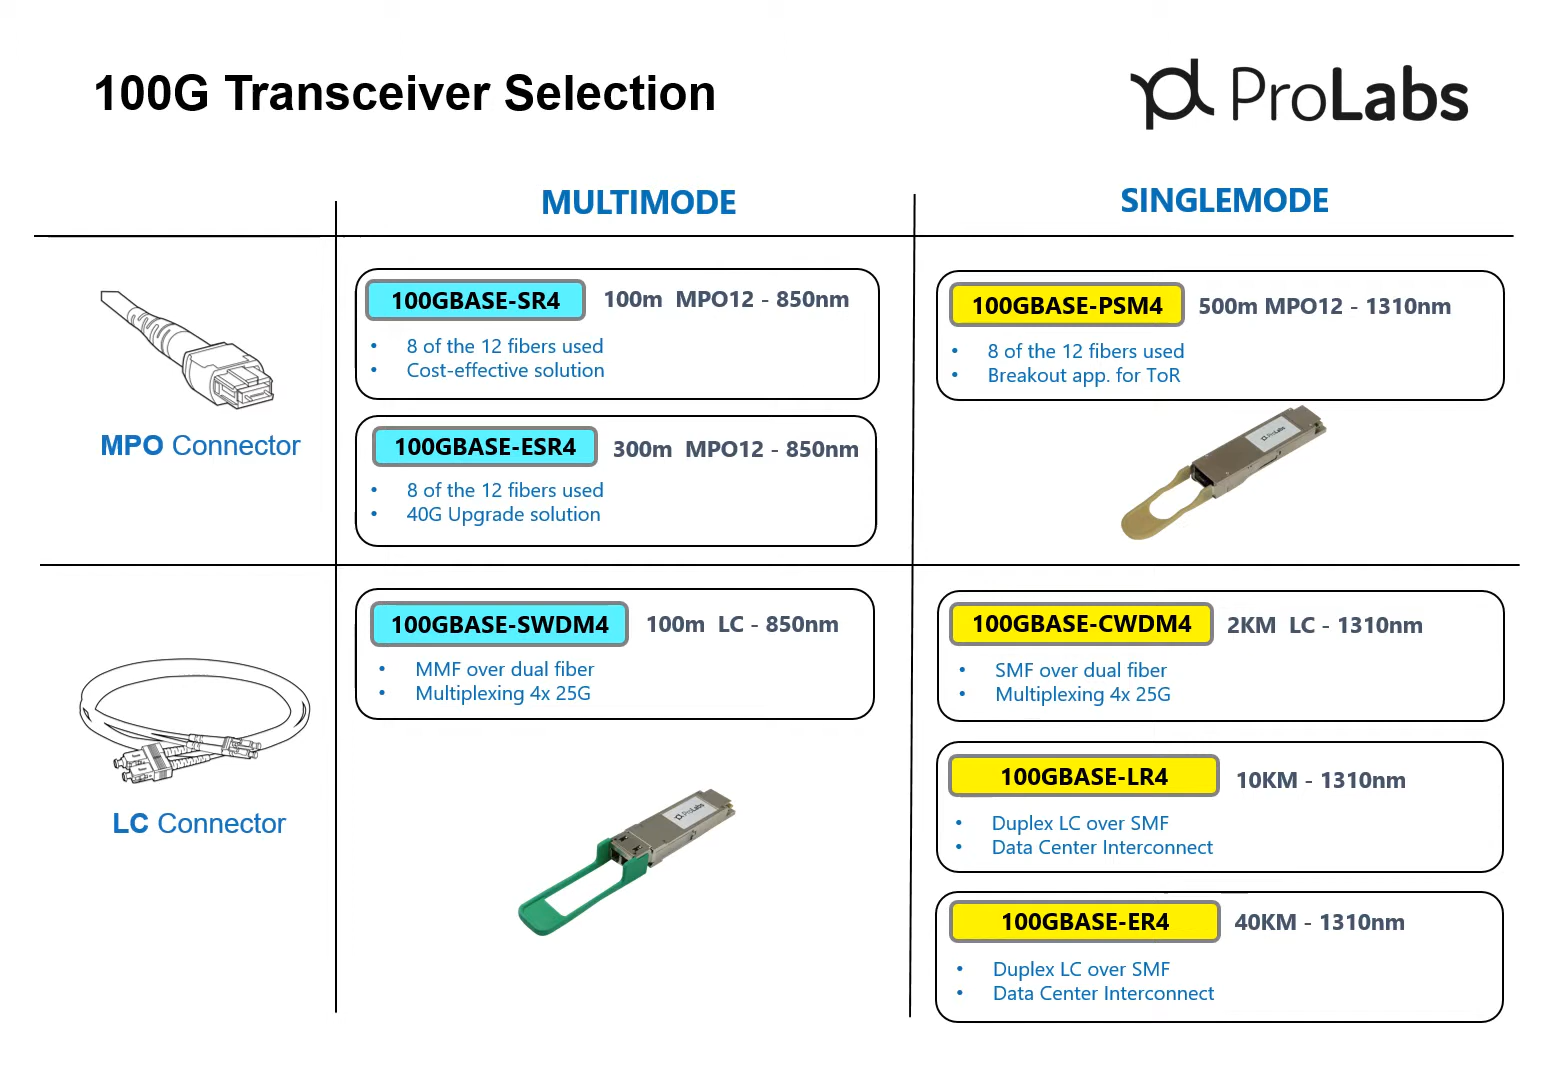 100G Transceiver Selection
ProLabs
MULTIMODE
SINGLEMODE
MPO Connector
100GBASE-SR4 100m MPO12 - 850nm
• 8 of the 12 fibers used
• Cost-effective solution
100GBASE-ESR4 300m MPO12 - 850nm
• 8 of the 12 fibers used
• 40G Upgrade solution
100GBASE-PSM4 500m MPO12 - 1310nm
• 8 of the 12 fibers used
• Breakout app. for ToR
ProLabs
LC Connector
100GBASE-SWDM4 100m LC - 850nm
• MMF over dual fiber
• Multiplexing 4x 25G
ProLabs
100GBASE-CWDM4 2KM LC - 1310nm
• SMF over dual fiber
• Multiplexing 4x 25G
100GBASE-LR4 10KM - 1310nm
• Duplex LC over SMF
• Data Center Interconnect
100GBASE-ER4 40KM - 1310nm
• Duplex LC over SMF
• Data Center Interconnect